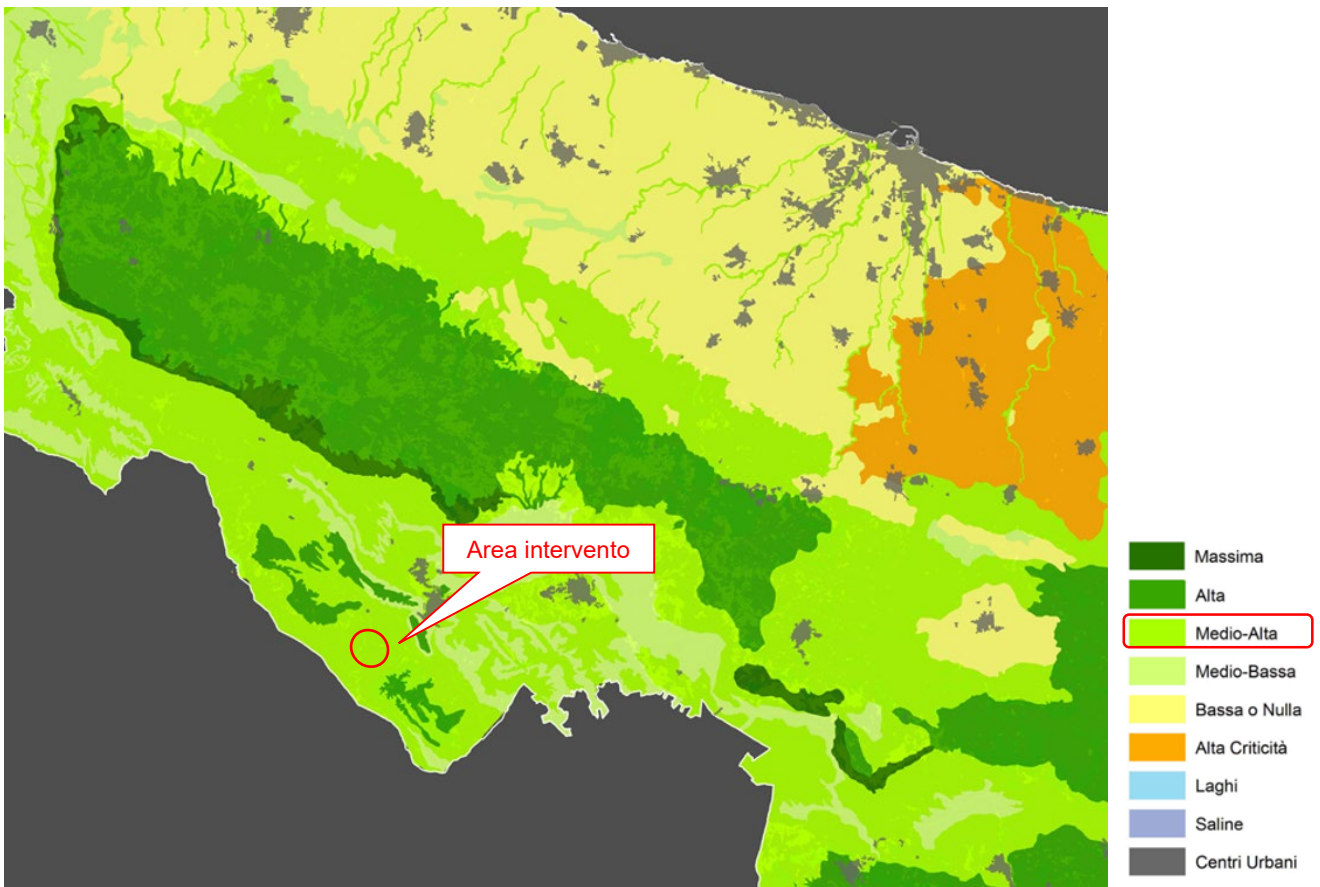 Area intervento
Massima
Alta
Medio-Alta
Medio-Bassa
Bassa o Nulla
Alta Criticità
Laghi
Saline
Centri Urbani